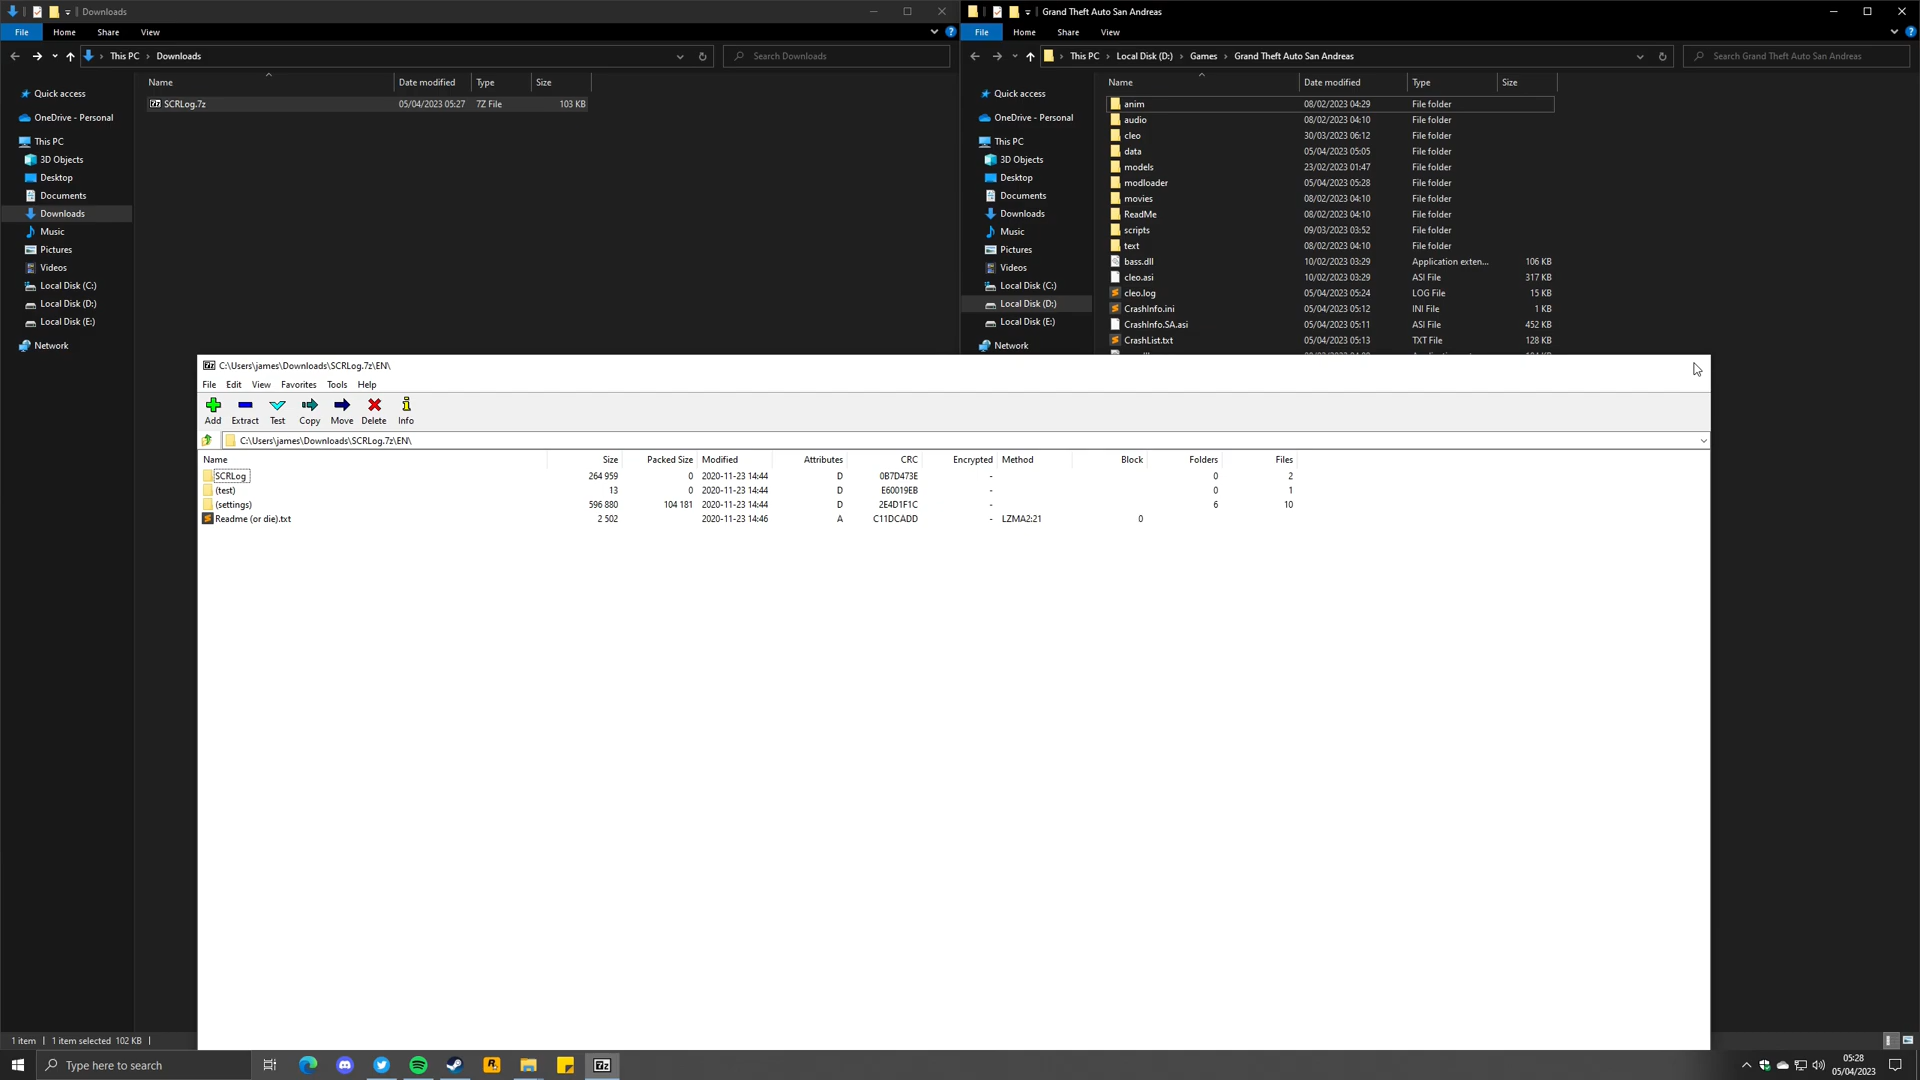 Downloads
File Home Share View
This PC > Downloads
Search Downloads
Name Date modified Type Size
SCRLog.7z 05/04/2023 05:27 7Z File 103 KB
Quick access
OneDrive - Personal
This PC
3D Objects
Desktop
Documents
Downloads
Music
Pictures
Videos
Local Disk (C:)
Local Disk (D:)
Local Disk (E:)
Network
Grand Theft Auto San Andreas
File Home Share View
This PC > Local Disk (D:) > Games > Grand Theft Auto San Andreas
Search Grand Theft Auto San Andreas
Name Date modified Type Size
Quick access
OneDrive - Personal
This PC
3D Objects
Desktop
Documents
Downloads
Music
Pictures
Videos
Local Disk (C:)
Local Disk (D:)
Local Disk (E:)
Network
anim 08/02/2023 04:29 File folder
audio 08/02/2023 04:10 File folder
cleo 30/03/2023 06:12 File folder
data 05/04/2023 05:05 File folder
models 23/02/2023 01:47 File folder
modloader 05/04/2023 05:28 File folder
movies 08/02/2023 04:10 File folder
ReadMe 08/02/2023 04:10 File folder
scripts 09/03/2023 03:52 File folder
text 08/02/2023 04:10 File folder
bass.dll 10/02/2023 03:29 Application exten... 106 KB
cleo.asi 10/02/2023 03:29 ASI File 317 KB
cleo.log 05/04/2023 05:24 LOG File 15 KB
CrashInfo.ini 05/04/2023 05:12 INI File 1 KB
CrashInfo.SA.asi 05/04/2023 05:11 ASI File 452 KB
CrashList.txt 05/04/2023 05:13 TXT File 128 KB
7z C:\Users\james\Downloads\SCRLog.7z\EN\
File Edit View Favorites Tools Help
Add Extract Test Copy Move Delete Info
C:\Users\james\Downloads\SCRLog.7z\EN\
Name Size Packed Size Modified Attributes CRC Encrypted Method Block Folders Files
SCRLog 264 959 0 2020-11-23 14:44 D 0B7D473E - 0 2
(test) 13 0 2020-11-23 14:44 D E60019EB - 0 1
(settings) 596 880 104 181 2020-11-23 14:44 D 2E4D1F1C - 6 10
Readme (or die).txt 2 502 2020-11-23 14:46 A C11DCADD - LZMA2:21 0
1 item 1 item selected 102 KB
Type here to search
R
7z
05:28
05/04/2023